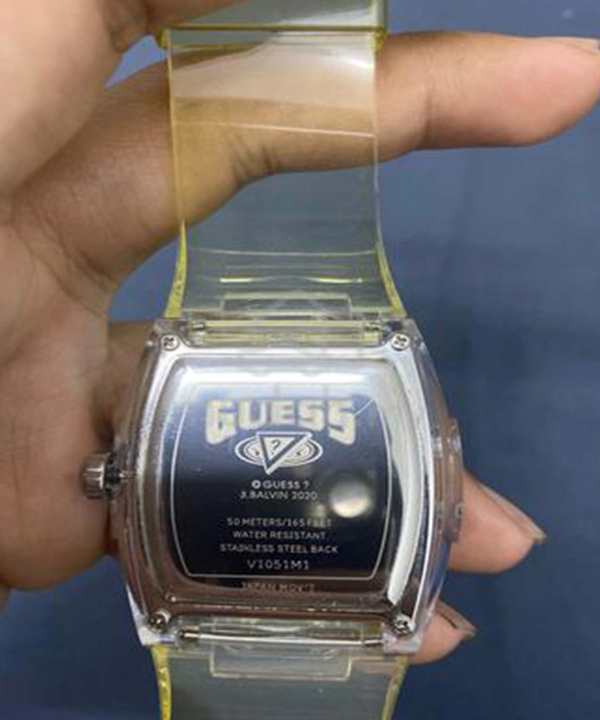 GUESS
?
© GUESS ?
J.BALVIN 2020
50 METERS/165 FEET
WATER RESISTANT
STAINLESS STEEL BACK
V1051M1
JAPAN MOV'T